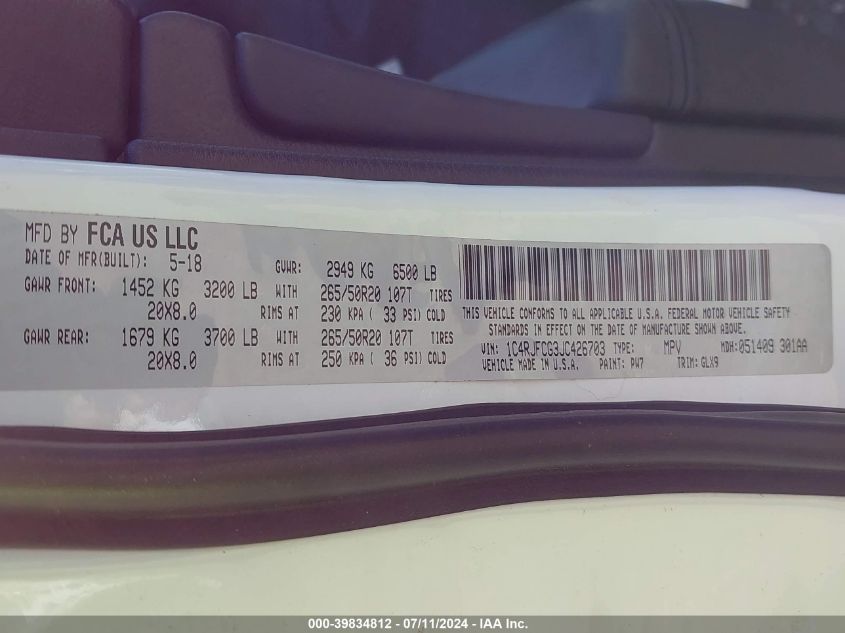 MFD BY FCA US LLC
DATE OF MFR(BUILT): 5-18 GVWR: 2949 KG 6500 LB
GAWR FRONT: 1452 KG 3200 LB WITH 265/50R20 107T TIRES
20X8.0 RIMS AT 230 KPA ( 33 PSI) COLD
GAWR REAR: 1679 KG 3700 LB WITH 265/50R20 107T TIRES
20X8.0 RIMS AT 250 KPA ( 36 PSI) COLD
THIS VEHICLE CONFORMS TO ALL APPLICABLE U.S.A. FEDERAL MOTOR VEHICLE SAFETY
STANDARDS IN EFFECT ON THE DATE OF MANUFACTURE SHOWN ABOVE.
VIN: 1C4RJFCG3JC426703 TYPE: MPV MDH: 051409 301AA
VEHICLE MADE IN U.S.A. PAINT: PW7 TRIM: GLX9
000-39834812 - 07/11/2024 - IAA Inc.